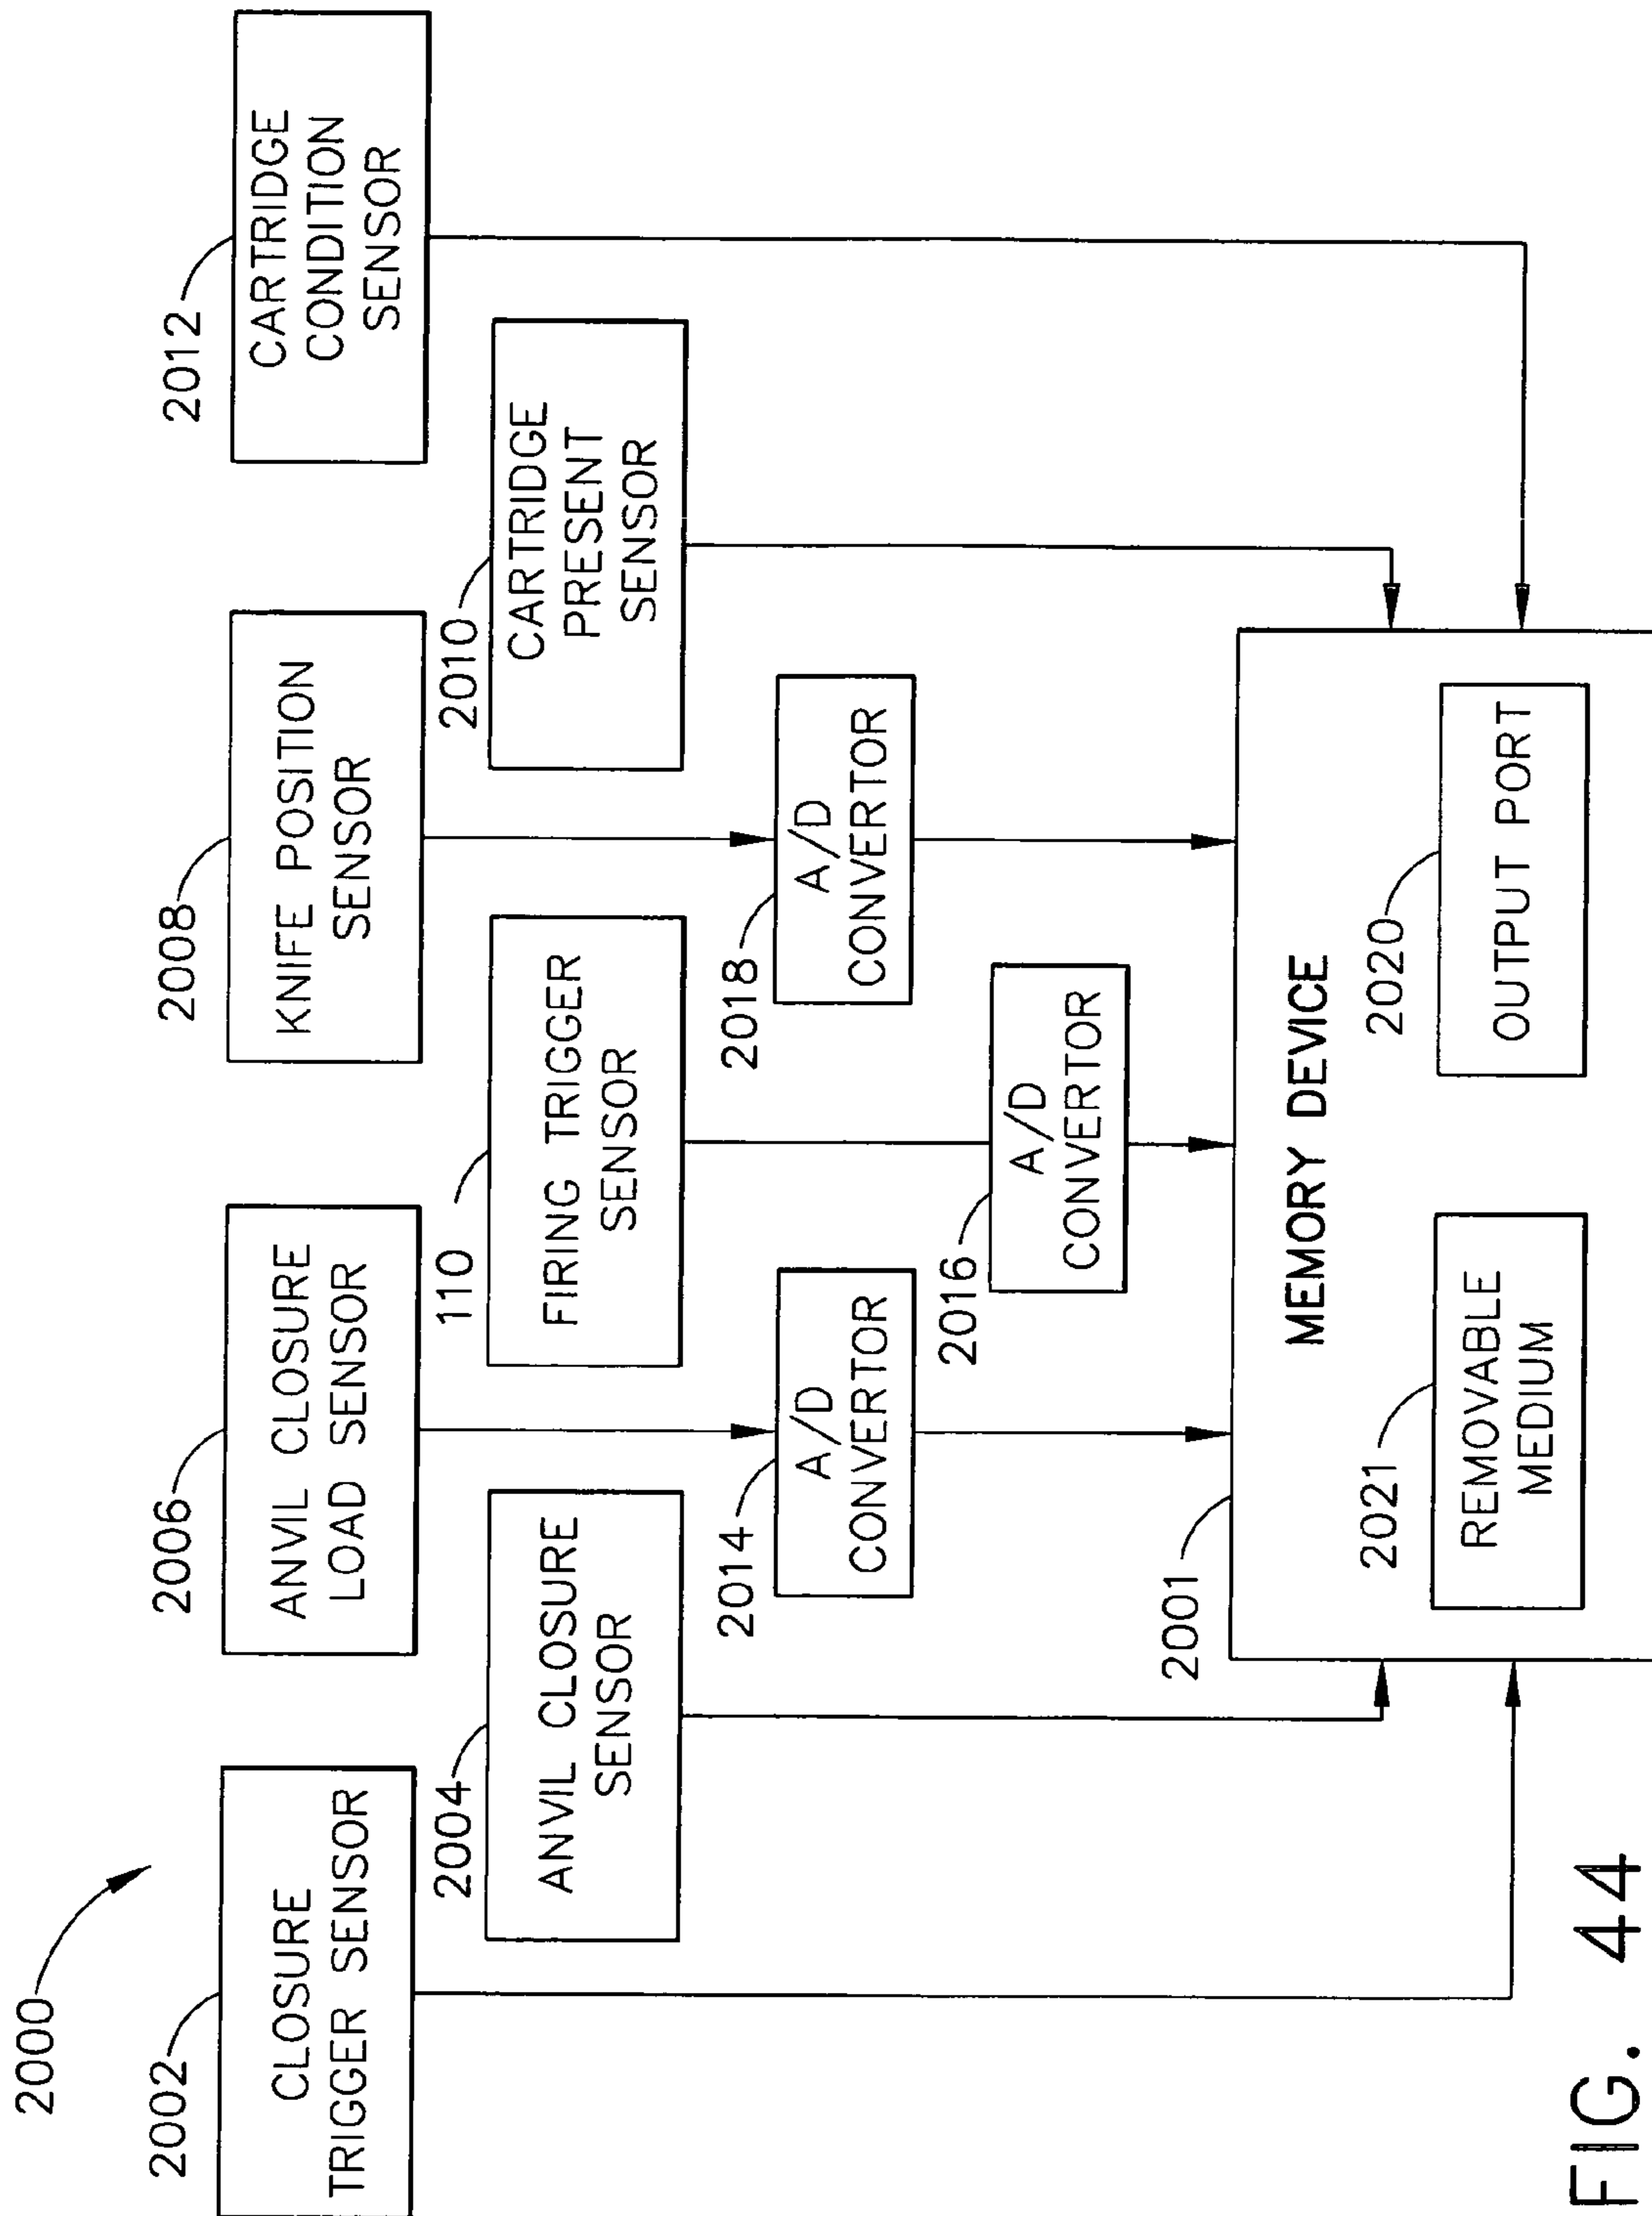 2000
2002
CLOSURE
TRIGGER SENSOR
2006
ANVIL CLOSURE
LOAD SENSOR
2008
KNIFE POSITION
SENSOR
2012
CARTRIDGE
CONDITION
SENSOR
2004
ANVIL CLOSURE
SENSOR
110
FIRING TRIGGER
SENSOR
2010
CARTRIDGE
PRESENT
SENSOR
2014
A/D
CONVERTOR
2018
A/D
CONVERTOR
2016
A/D
CONVERTOR
2001
MEMORY DEVICE
2021
REMOVABLE
MEDIUM
2020
OUTPUT PORT
FIG. 44